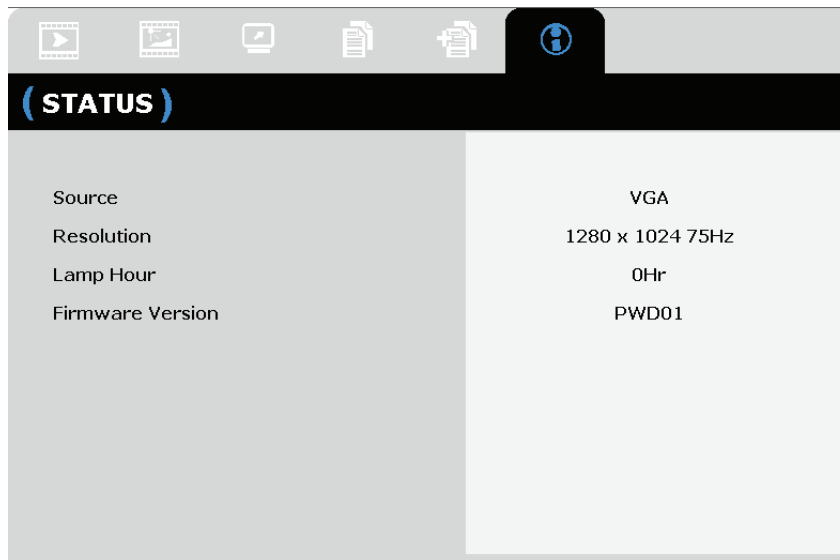 ( STATUS )
Source VGA
Resolution 1280 x 1024 75Hz
Lamp Hour 0Hr
Firmware Version PWD01